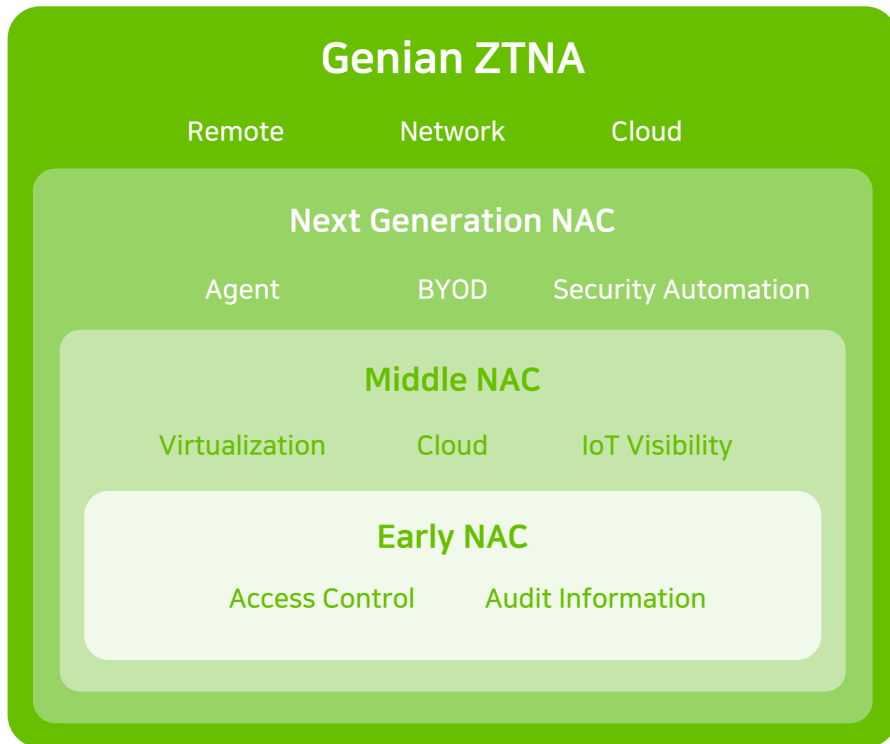 Genian ZTNA
Remote Network Cloud
Next Generation NAC
Agent BYOD Security Automation
Middle NAC
Virtualization Cloud IoT Visibility
Early NAC
Access Control Audit Information